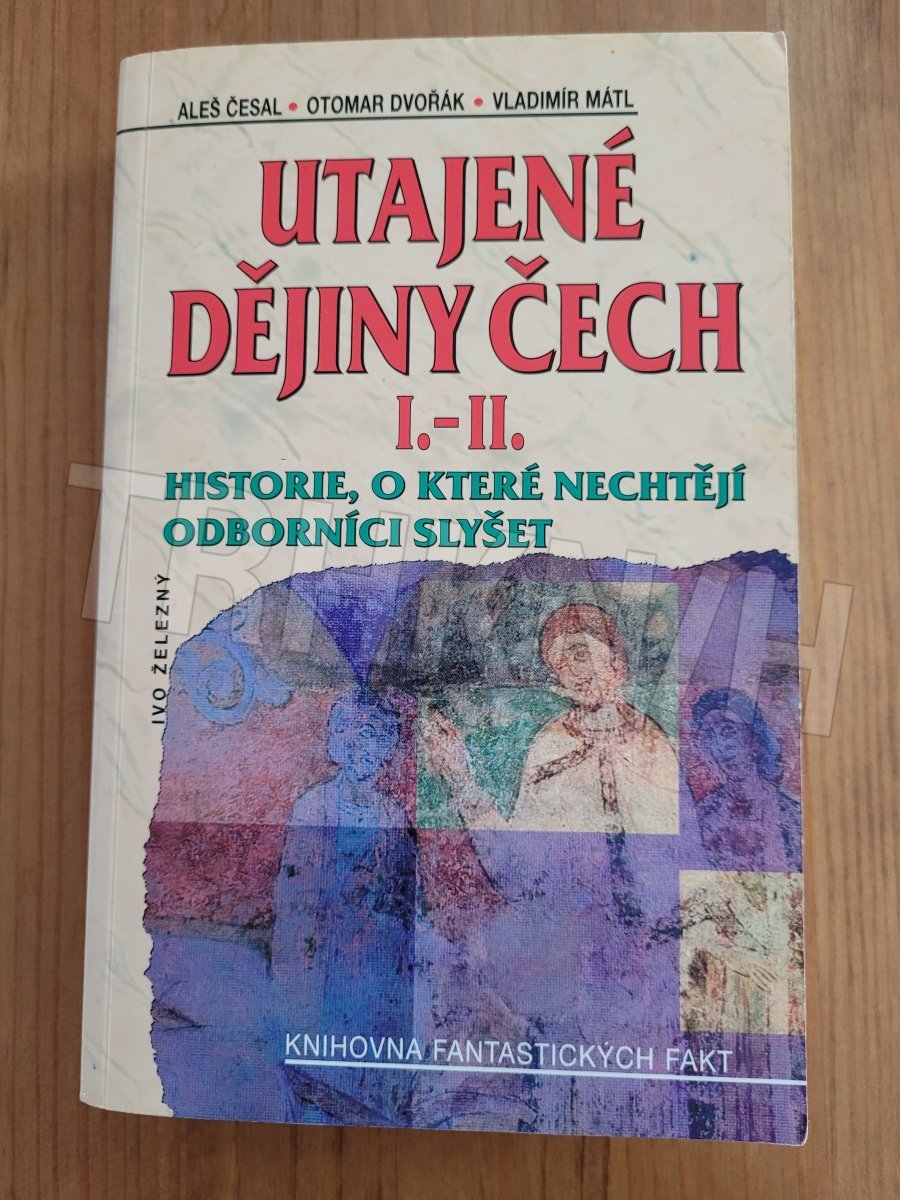 ALEŠ ČESAL • OTOMAR DVOŘÁK • VLADIMÍR MÁTL
UTAJENÉ
DĚJINY ČECH
I.-II.
HISTORIE, O KTERÉ NECHTĚJÍ
ODBORNÍCI SLYŠET
TRHKNIH
IVO ŽELEZNÝ
KNIHOVNA FANTASTICKÝCH FAKT